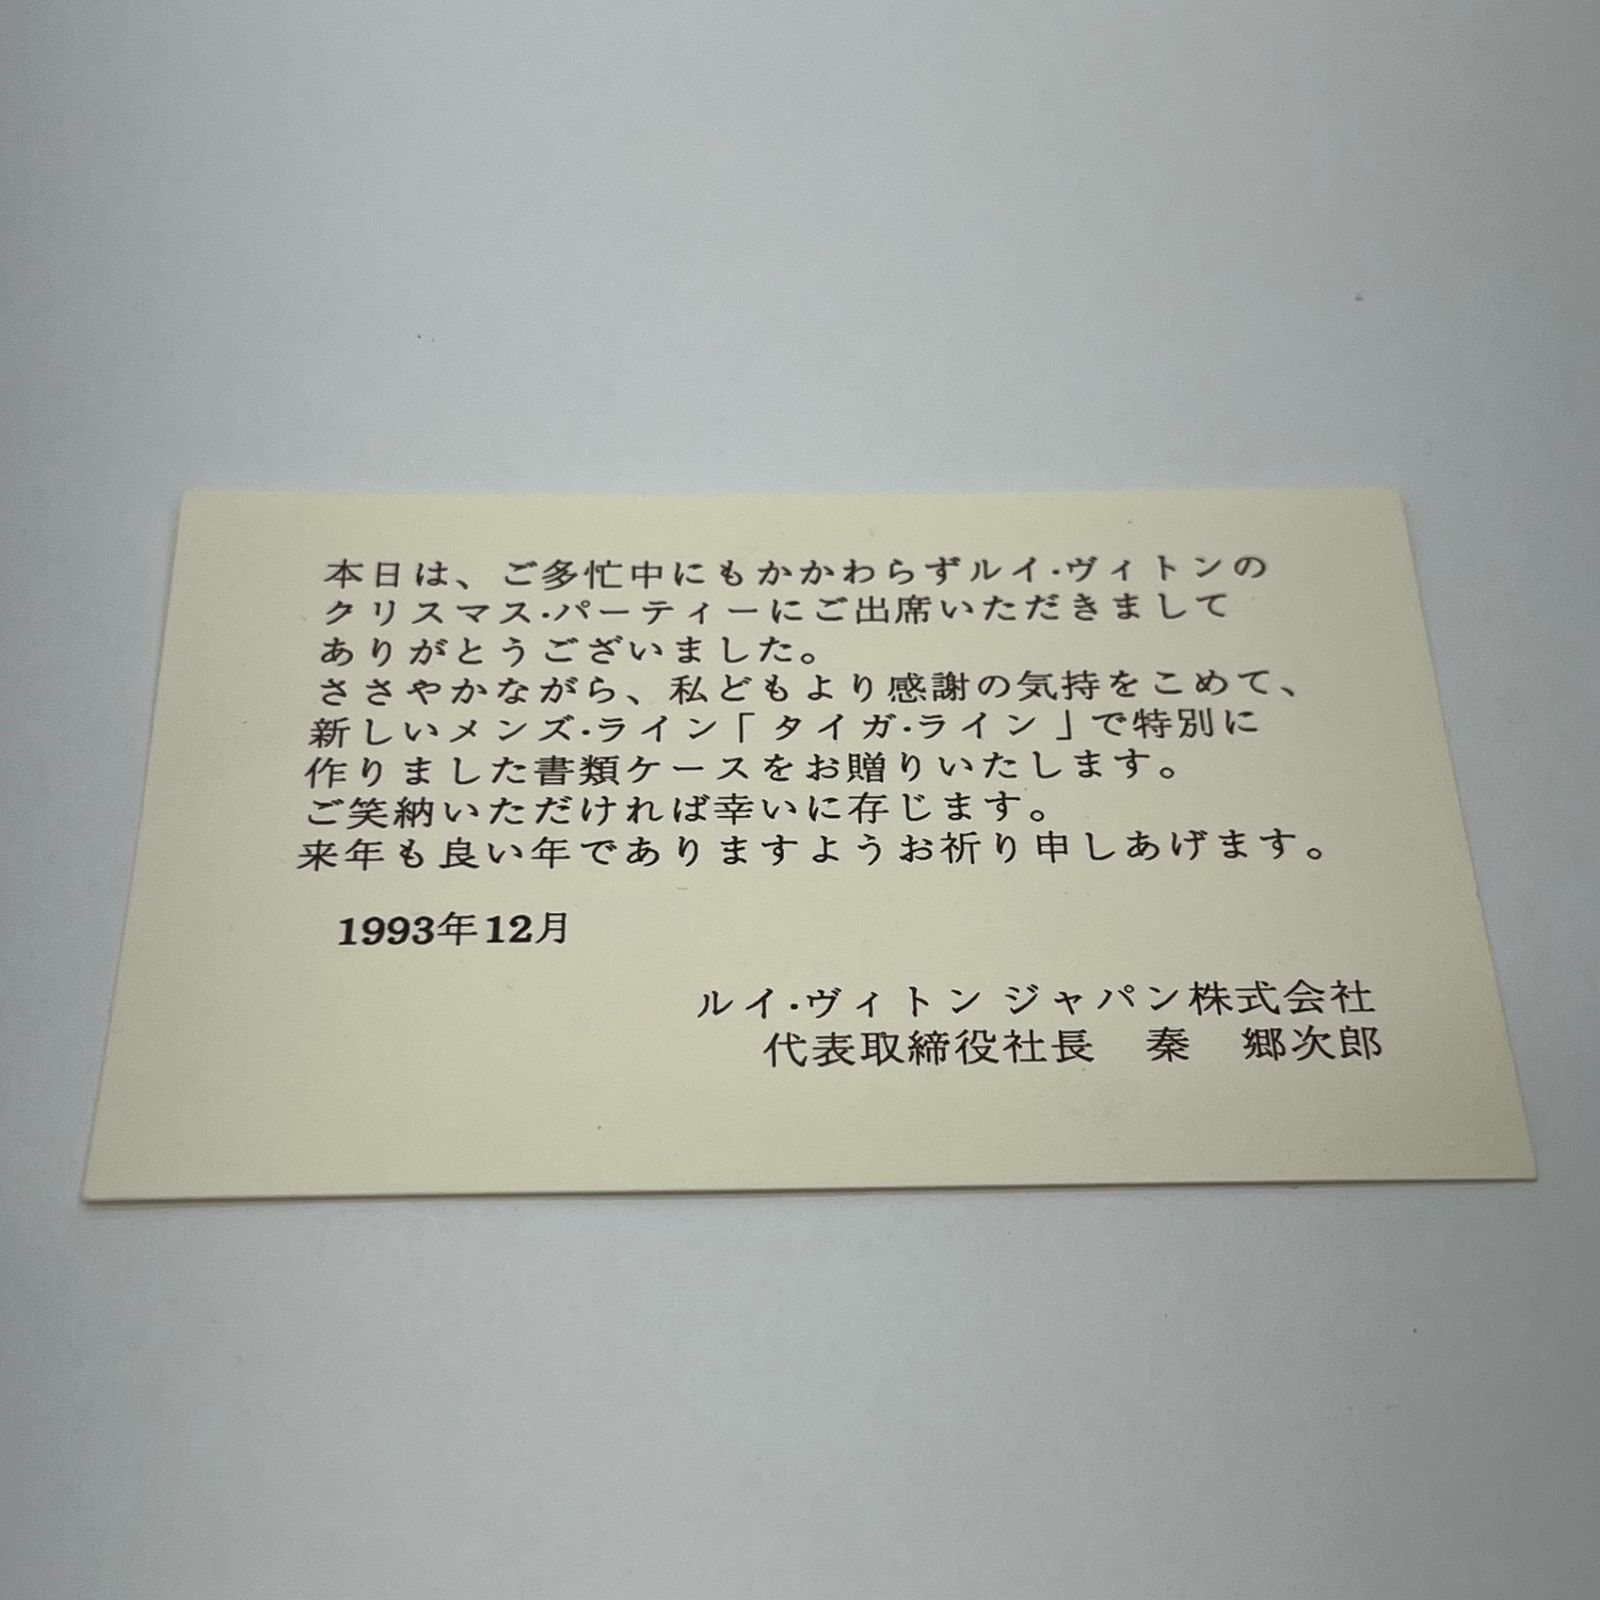 本日は、ご多忙中にもかかわらずルイ・ヴィトンの
クリスマス・パーティーにご出席いただきまして
ありがとうございました。
ささやかながら、私どもより感謝の気持をこめて、
新しいメンズ・ライン「タイガ・ライン」で特別に
作りました書類ケースをお贈りいたします。
ご笑納いただければ幸いに存じます。
来年も良い年でありますようお祈り申しあげます。
1993年12月
ルイ・ヴィトン ジャパン株式会社
代表取締役社長　秦　郷次郎